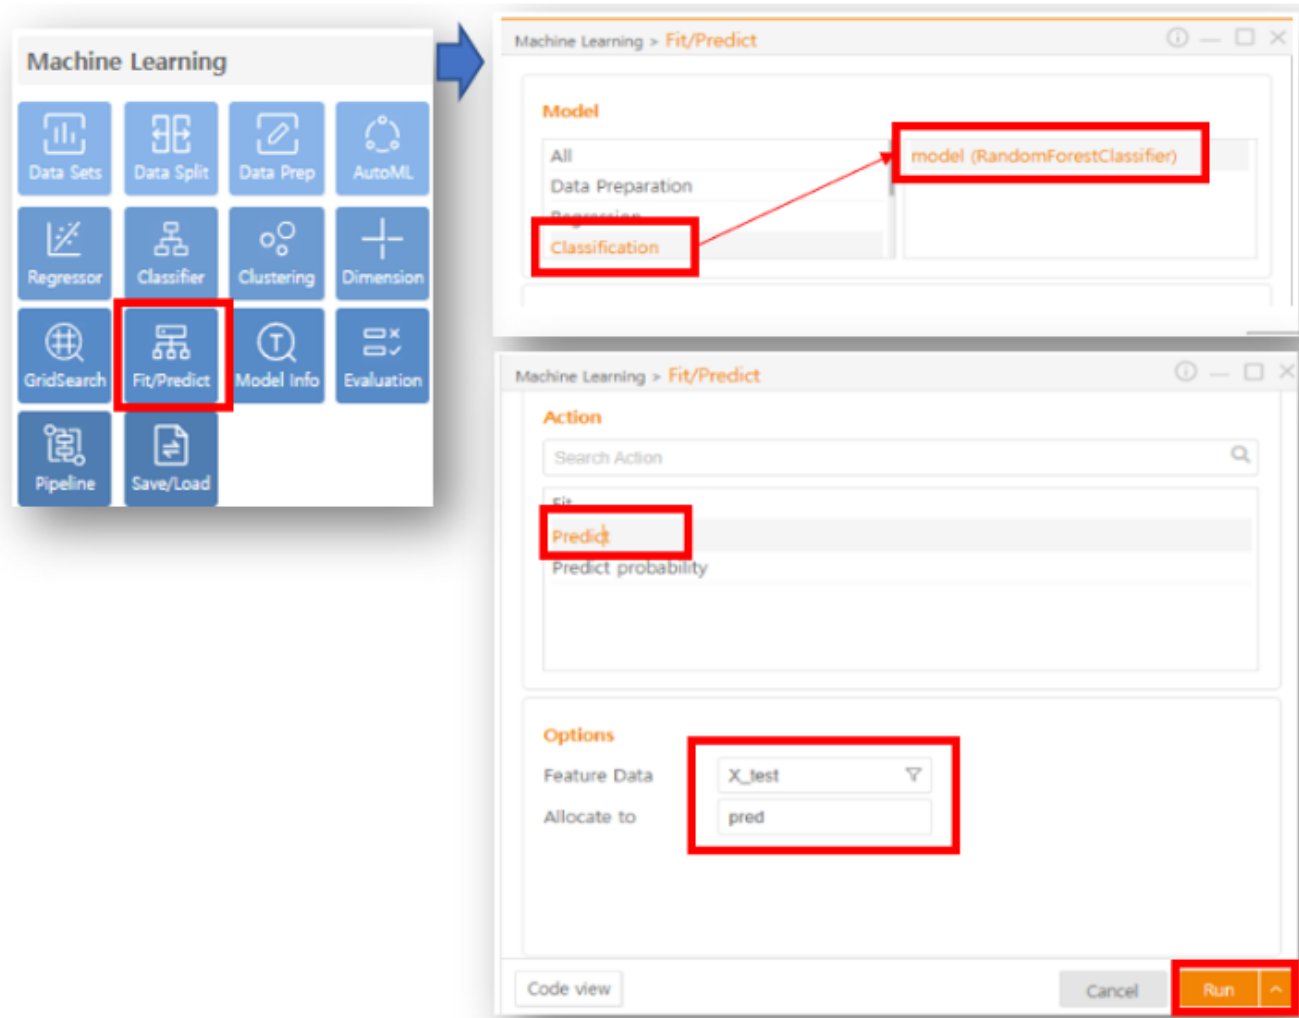 Machine Learning
Data Sets
Data Split
Data Prep
AutoML
Regressor
Classifier
Clustering
Dimension
GridSearch
Fit/Predict
Model Info
Evaluation
Pipeline
Save/Load
Machine Learning > Fit/Predict
Model
All
Data Preparation
Regression
Classification
model (RandomForestClassifier)
Machine Learning > Fit/Predict
Action
Search Action
Fit
Predict
Predict probability
Options
Feature Data
X_test
Allocate to
pred
Code view
Cancel
Run